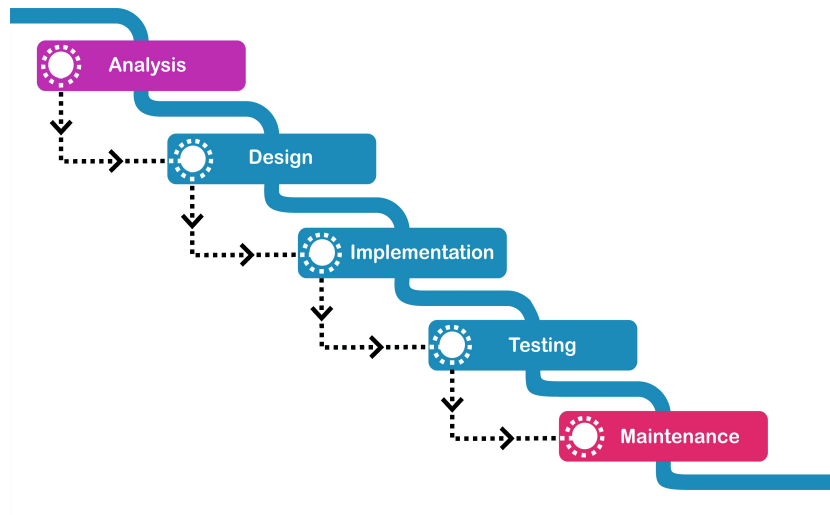 Analysis
Design
Implementation
Testing
Maintenance